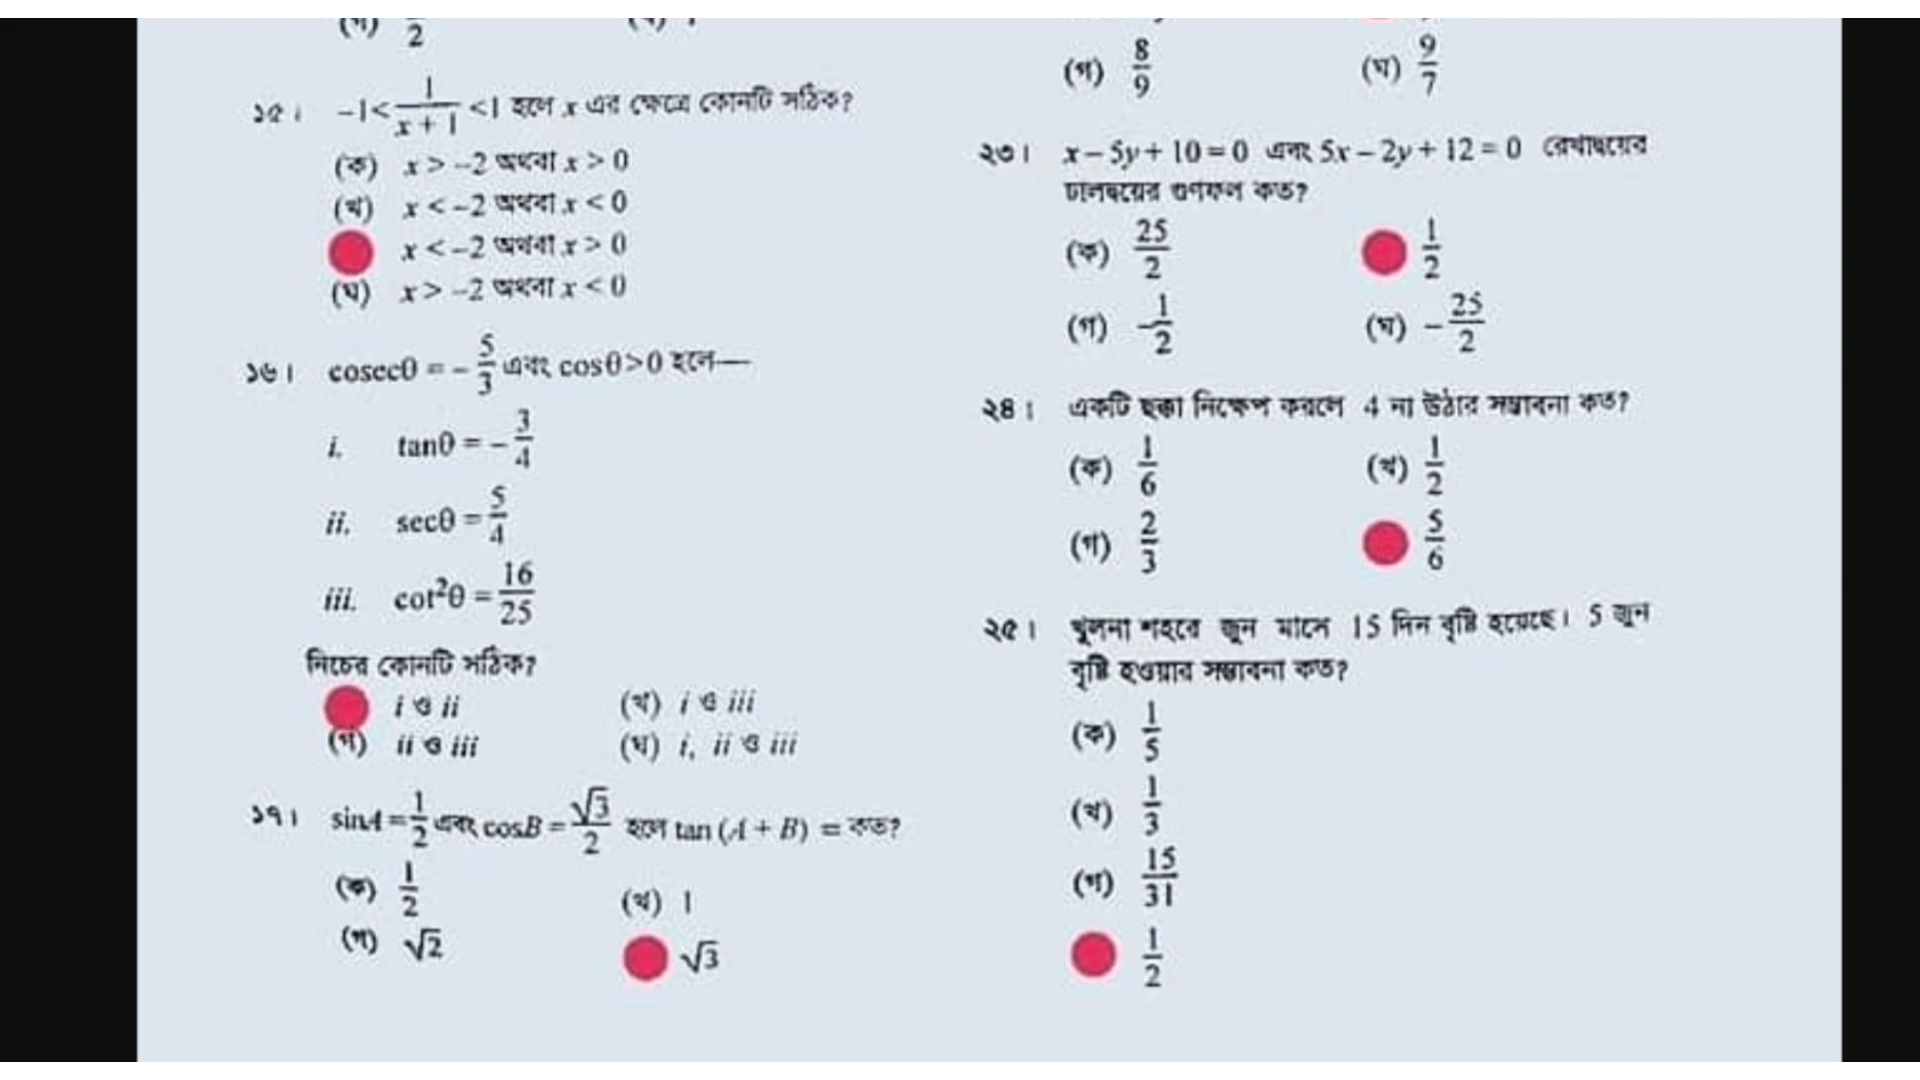 (গ) 2
১৫। –1< 1/(x + 1) <1 হলে x এর ক্ষেত্রে কোনটি সঠিক?
(ক) x > –2 অথবা x > 0
(খ) x < –2 অথবা x < 0
x < –2 অথবা x > 0
(ঘ) x > –2 অথবা x < 0
১৬। cosecθ = – 5/3 এবং cosθ>0 হলে—
i. tanθ = – 3/4
ii. secθ = 5/4
iii. cot²θ = 16/25
নিচের কোনটি সঠিক?
i ও ii (খ) i ও iii
(গ) ii ও iii (ঘ) i, ii ও iii
১৭। sinA = 1/2 এবং cosB = √3/2 হলে tan (A + B) = কত?
(ক) 1/2 (খ) 1
(গ) √2 √3
(গ) 8/9 (ঘ) 9/7
২৩। x – 5y + 10 = 0 এবং 5x – 2y + 12 = 0 রেখাদ্বয়ের
ঢালদ্বয়ের গুণফল কত?
(ক) 25/2 1/2
(গ) –1/2 (ঘ) – 25/2
২৪। একটি ছক্কা নিক্ষেপ করলে 4 না উঠার সম্ভাবনা কত?
(ক) 1/6 (খ) 1/2
(গ) 2/3 5/6
২৫। খুলনা শহরে জুন মাসে 15 দিন বৃষ্টি হয়েছে। 5 জুন
বৃষ্টি হওয়ার সম্ভাবনা কত?
(ক) 1/5
(খ) 1/3
(গ) 15/31
1/2